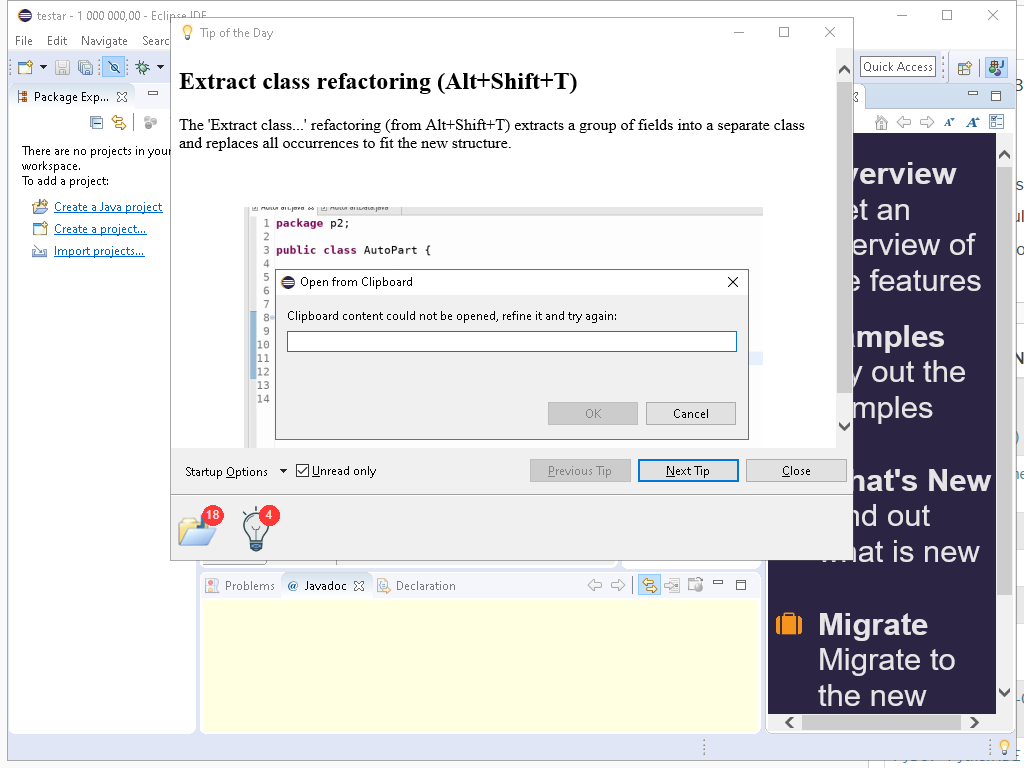 testar - 1 000 000,00 - Eclipse IDE
File Edit Navigate Searc
Tip of the Day
Quick Access
Package Exp...
There are no projects in your
workspace.
To add a project:
Create a Java project
Create a project...
Import projects...
Extract class refactoring (Alt+Shift+T)
The 'Extract class...' refactoring (from Alt+Shift+T) extracts a group of fields into a separate class
and replaces all occurrences to fit the new structure.
1 package p2;
2
3 public class AutoPart {
4
5
6
7
8
9
10
11
12
13
14
Open from Clipboard
Clipboard content could not be opened, refine it and try again:
OK Cancel
Startup Options Unread only Previous Tip Next Tip Close
18 4
verview
et an
erview of
e features
mples
y out the
mples
hat's New
nd out
hat is new
Migrate
Migrate to
the new
Problems @ Javadoc Declaration